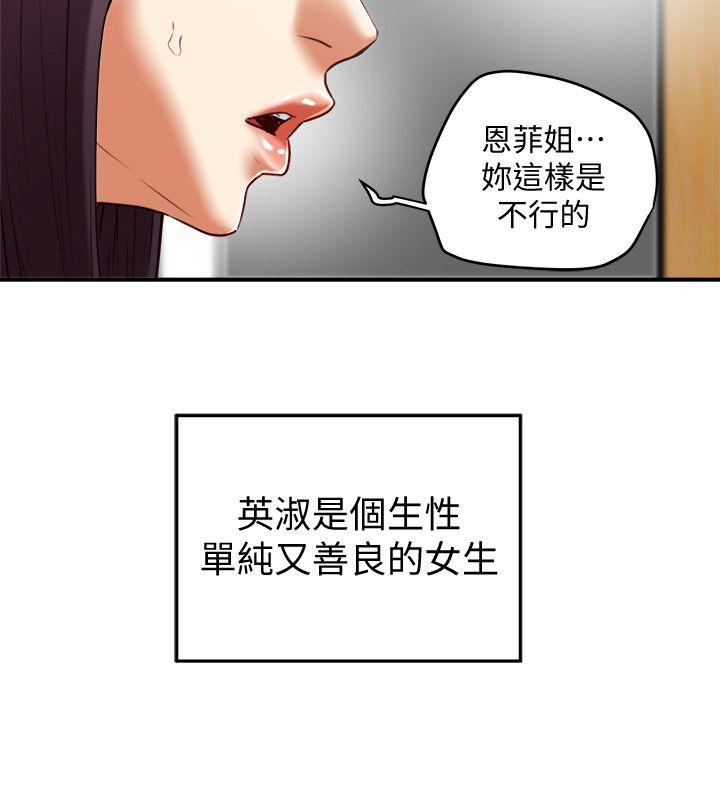 恩菲姐⋯
妳這樣是
不行的
英淑是個生性
單純又善良的女生